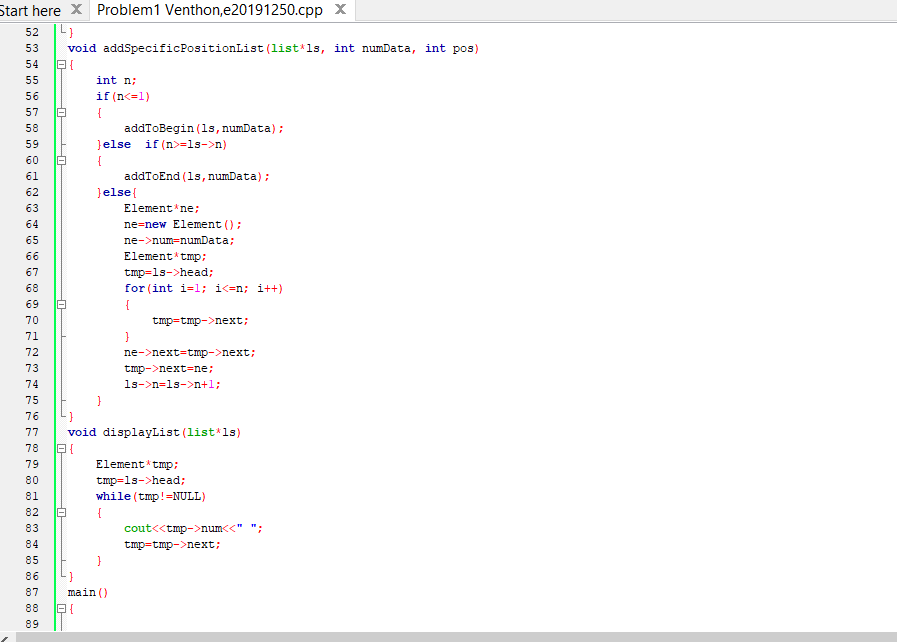 Start here X Problem1 Venthon,e20191250.cpp X
52 }
53 void addSpecificPositionList(list*ls, int numData, int pos)
54 {
55 int n;
56 if(n<=1)
57 {
58 addToBegin(ls,numData);
59 }else if(n>=ls->n)
60 {
61 addToEnd(ls,numData);
62 }else{
63 Element*ne;
64 ne=new Element();
65 ne->num=numData;
66 Element*tmp;
67 tmp=ls->head;
68 for(int i=1; i<=n; i++)
69 {
70 tmp=tmp->next;
71 }
72 ne->next=tmp->next;
73 tmp->next=ne;
74 ls->n=ls->n+1;
75 }
76 }
77 void displayList(list*ls)
78 {
79 Element*tmp;
80 tmp=ls->head;
81 while(tmp!=NULL)
82 {
83 cout<<tmp->num<<" ";
84 tmp=tmp->next;
85 }
86 }
87 main()
88 {
89